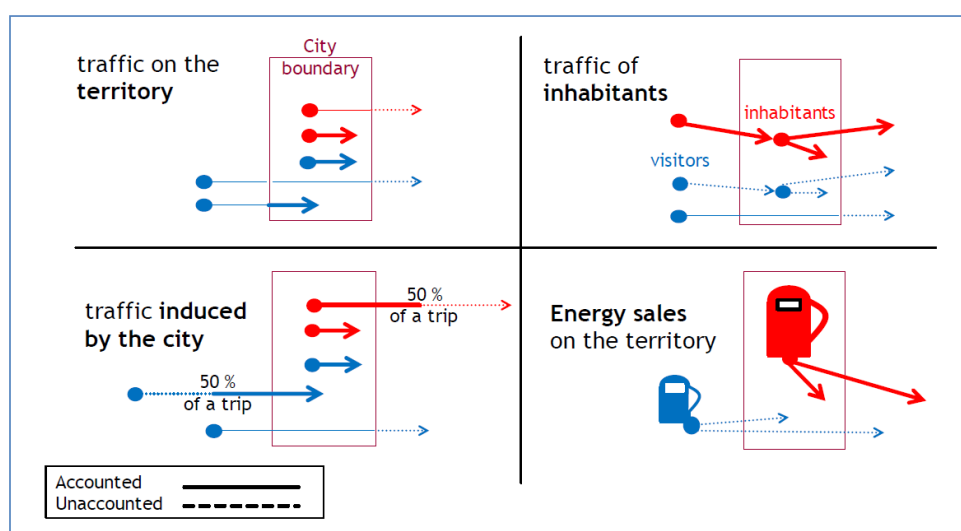 traffic on the
territory
City
boundary
traffic of
inhabitants
inhabitants
visitors
traffic induced
by the city
50 %
of a trip
50 %
of a trip
Energy sales
on the territory
Accounted
Unaccounted